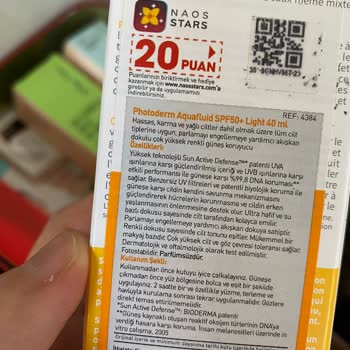 NAOS
STARS
20 PUAN
Puanlarınızı biriktirmek ve hediye
kazanmak için www.naosstars.com'a
girebilir ya da uygulamamızı
indirebilirsiniz.
Photoderm Aquafluid SPF50+ Light 40 ml
REF: 4384
Hassas, karma ve yağlı ciltler dahil olmak üzere tüm cilt
tiplerine uygun, parlamayı engellemeye yardımcı akışkan
dokulu çok yüksek renkli güneş koruyucu
Özellikleri:
Yüksek teknolojili Sun Active Defense™* patenti UVA
ışınlarına zarar vermeyen içeriği ve UVB ışınlarına karşı
etkili performansı ile güneşe karşı %99.8 DNA koruması**
sağlar. Benzersiz UV filtreleri ve patentli biyolojik koruma ile
güneşe karşı cildin kendini savunma mekanizmasını
güçlendirerek hücrelerin korunmasına ve cildin erken
yaşlanmasının önlenmesine destek olur. Ultra hafif ve su
bazlı dokusu sayesinde cilt tarafından kolayca emilir.
Parlamayı engellemeye yardımcı akışkan dokuya sahiptir.
Renkli dokusu sayesinde cilt tonunu eşitler. Mükemmel bir
makyaj bazıdır. Çok yüksek cilt ve göz çevresi toleransı sağlar.
Dermatolojik ve oftalmolojik olarak test edilmiştir.
Fotostabildir. Parfümsüzdür.
Kullanım Şekli:
Kullanmadan önce kutuyu iyice çalkalayınız. Güneşe
çıkmadan önce yüz bölgesine bolca ve eşit bir şekilde
uygulayınız. 2 saatte bir ve özellikle yüzme, terleme ve
havluyla kurulama sonrası tekrar uygulanmalıdır. Gözlere
direkt temas ettirmeyiniz.
*Sun Active Defense™: BIODERMA patenti
**Güneş kaynaklı oluşan reaktif oksijen türlerinin DNA'ya
verdiği hasara karşı koruma. İnsan melanositleri üzerinde in
vitro çalışma, 2005